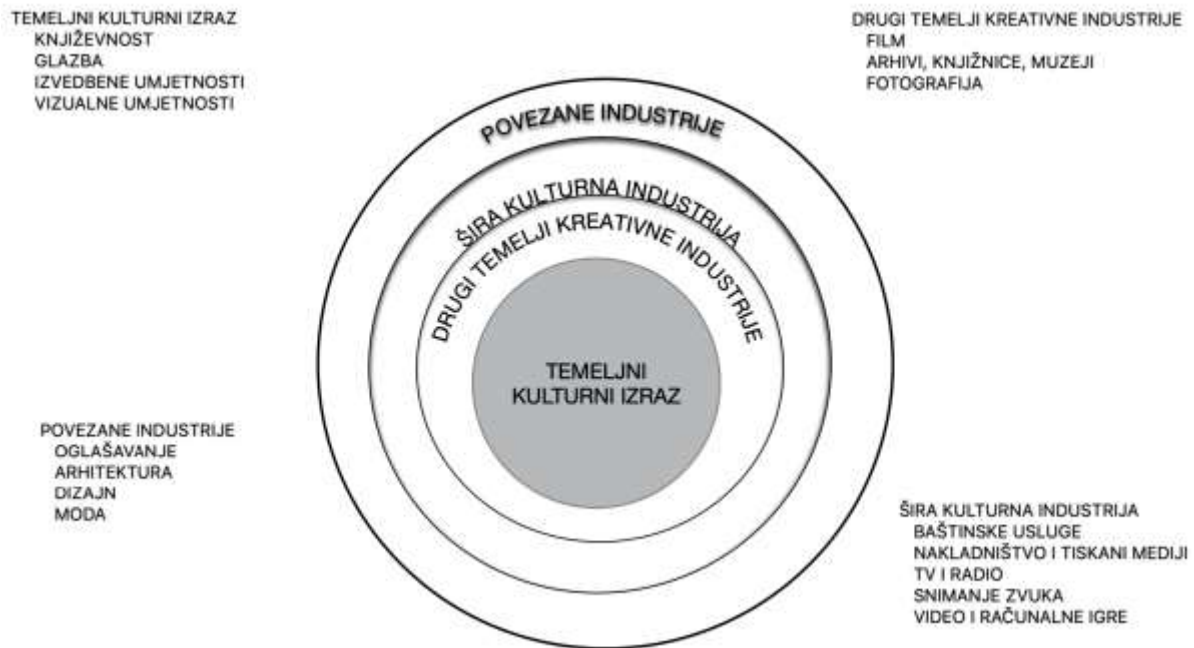 TEMELJNI KULTURNI IZRAZ
KNJIŽEVNOST
GLAZBA
IZVEDBENE UMJETNOSTI
VIZUALNE UMJETNOSTI
DRUGI TEMELJI KREATIVNE INDUSTRIJE
FILM
ARHIVI, KNJIŽNICE, MUZEJI
FOTOGRAFIJA
POVEZANE INDUSTRIJE
ŠIRA KULTURNA INDUSTRIJA
DRUGI TEMELJI KREATIVNE INDUSTRIJE
TEMELJNI
KULTURNI IZRAZ
POVEZANE INDUSTRIJE
OGLAŠAVANJE
ARHITEKTURA
DIZAJN
MODA
ŠIRA KULTURNA INDUSTRIJA
BAŠTINSKE USLUGE
NAKLADNIŠTVO I TISKANI MEDIJI
TV I RADIO
SNIMANJE ZVUKA
VIDEO I RAČUNALNE IGRE